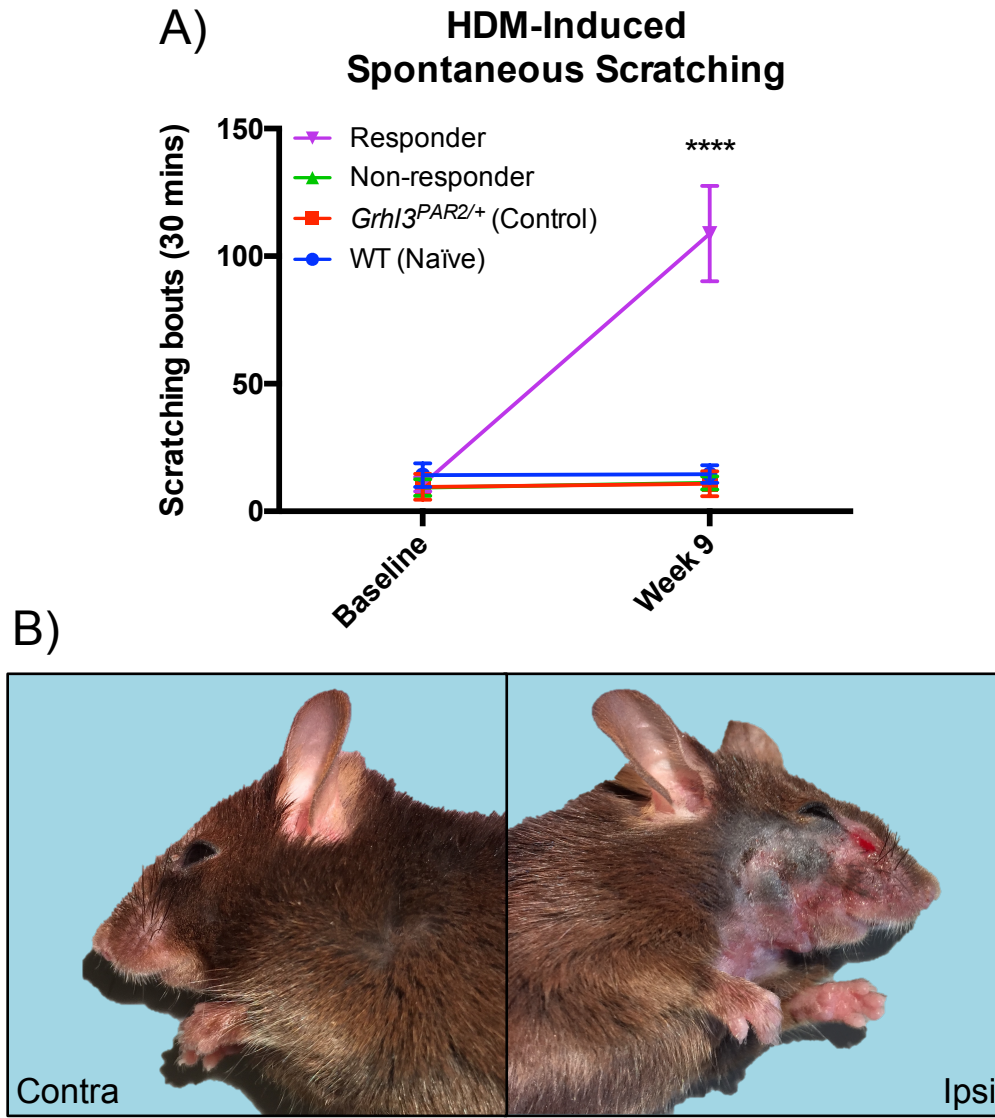 A)
HDM-Induced
Spontaneous Scratching
Scratching bouts (30 mins)
150
100
50
0
Responder
Non-responder
Grhl3PAR2/+ (Control)
WT (Naïve)
****
Baseline
Week 9
B)
Contra
Ipsi